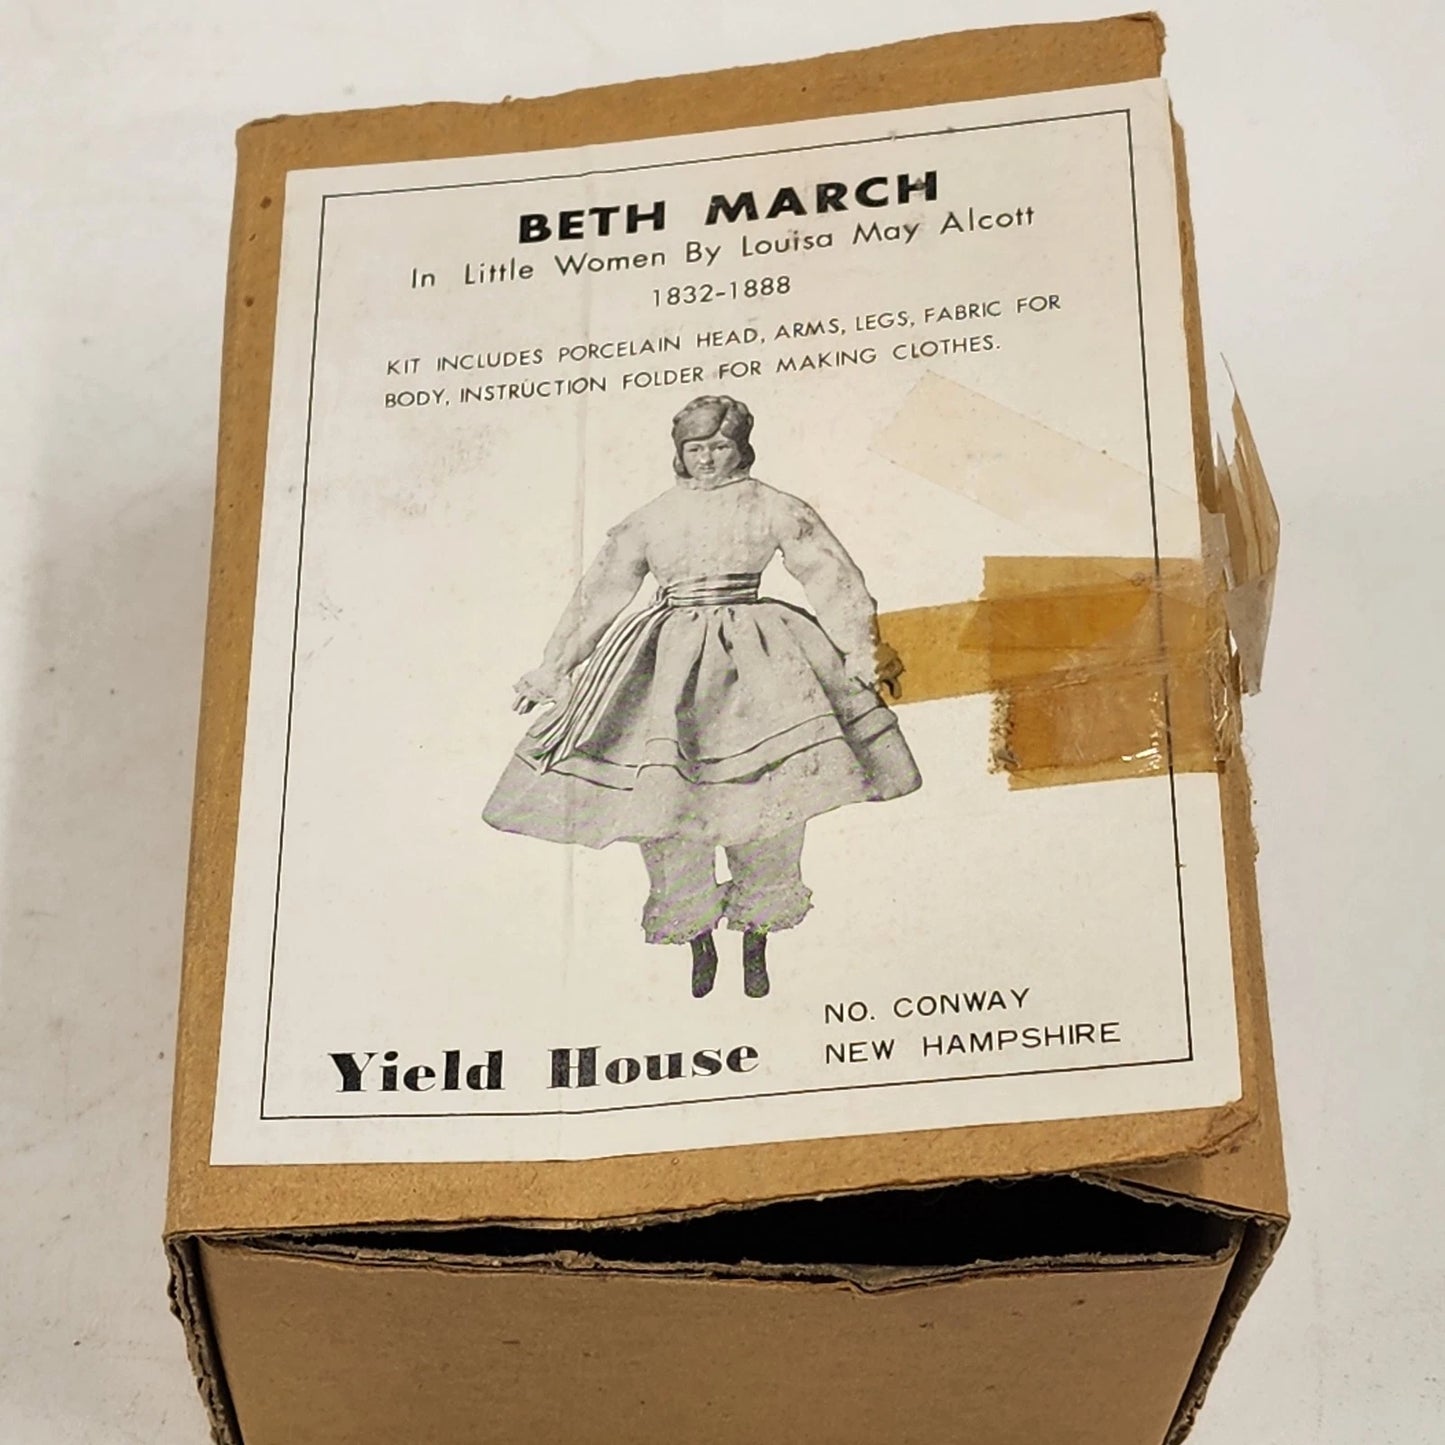 BETH MARCH
In Little Women By Louisa May Alcott
1832-1888
KIT INCLUDES PORCELAIN HEAD, ARMS, LEGS, FABRIC FOR
BODY, INSTRUCTION FOLDER FOR MAKING CLOTHES.
Yield House
NO. CONWAY
NEW HAMPSHIRE